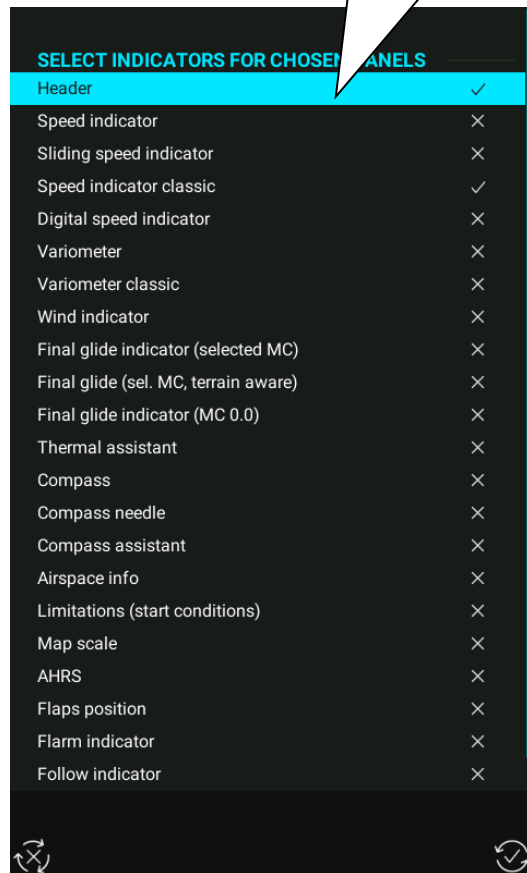 SELECT INDICATORS FOR CHOSEN ANELS
Header
Speed indicator
Sliding speed indicator
Speed indicator classic
Digital speed indicator
Variometer
Variometer classic
Wind indicator
Final glide indicator (selected MC)
Final glide (sel. MC, terrain aware)
Final glide indicator (MC 0.0)
Thermal assistant
Compass
Compass needle
Compass assistant
Airspace info
Limitations (start conditions)
Map scale
AHRS
Flaps position
Flarm indicator
Follow indicator